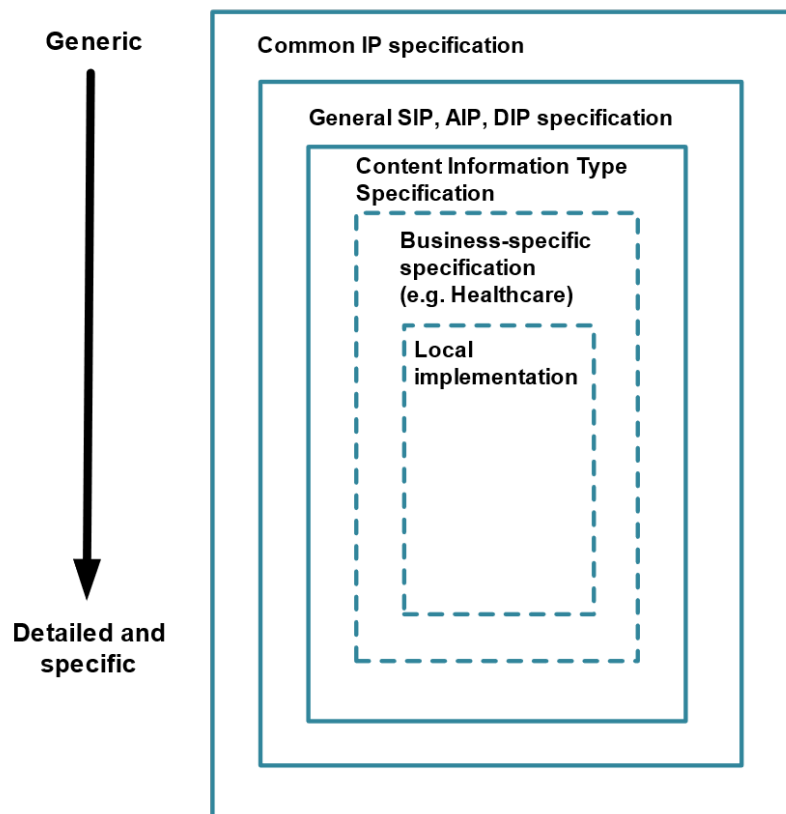 Generic
Common IP specification
General SIP, AIP, DIP specification
Content Information Type
Specification
Business-specific
specification
(e.g. Healthcare)
Local
implementation
Detailed and
specific